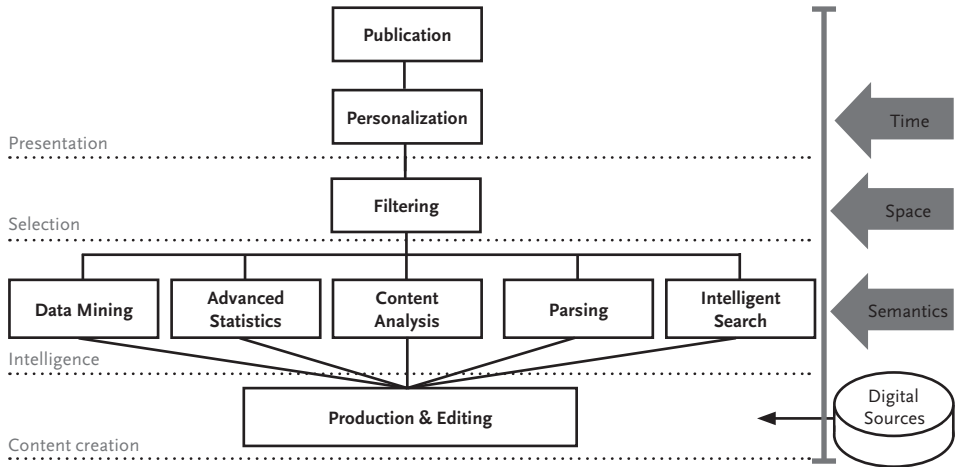 Publication
Personalization
Time
Presentation
Filtering
Space
Selection
Data Mining
Advanced
Statistics
Content
Analysis
Parsing
Intelligent
Search
Semantics
Intelligence
Production & Editing
Digital
Sources
Content creation